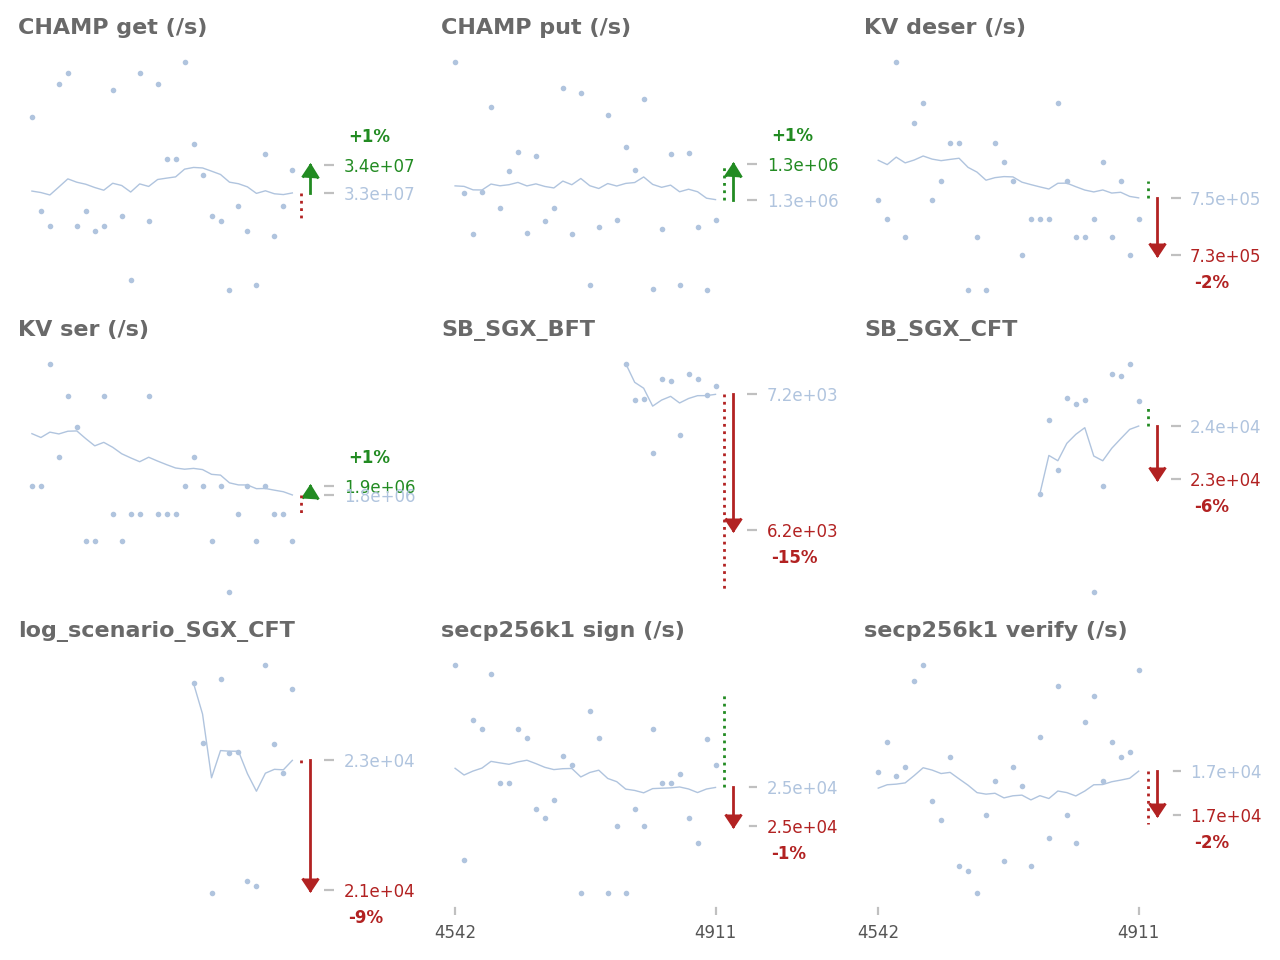 CHAMP get (/s)
+1%
3.4e+07
3.3e+07
CHAMP put (/s)
+1%
1.3e+06
1.3e+06
KV deser (/s)
7.5e+05
7.3e+05
-2%
KV ser (/s)
+1%
1.9e+06
1.8e+06
SB_SGX_BFT
7.2e+03
6.2e+03
-15%
SB_SGX_CFT
2.4e+04
2.3e+04
-6%
log_scenario_SGX_CFT
2.3e+04
2.1e+04
-9%
secp256k1 sign (/s)
2.5e+04
2.5e+04
-1%
4542
4911
secp256k1 verify (/s)
1.7e+04
1.7e+04
-2%
4542
4911